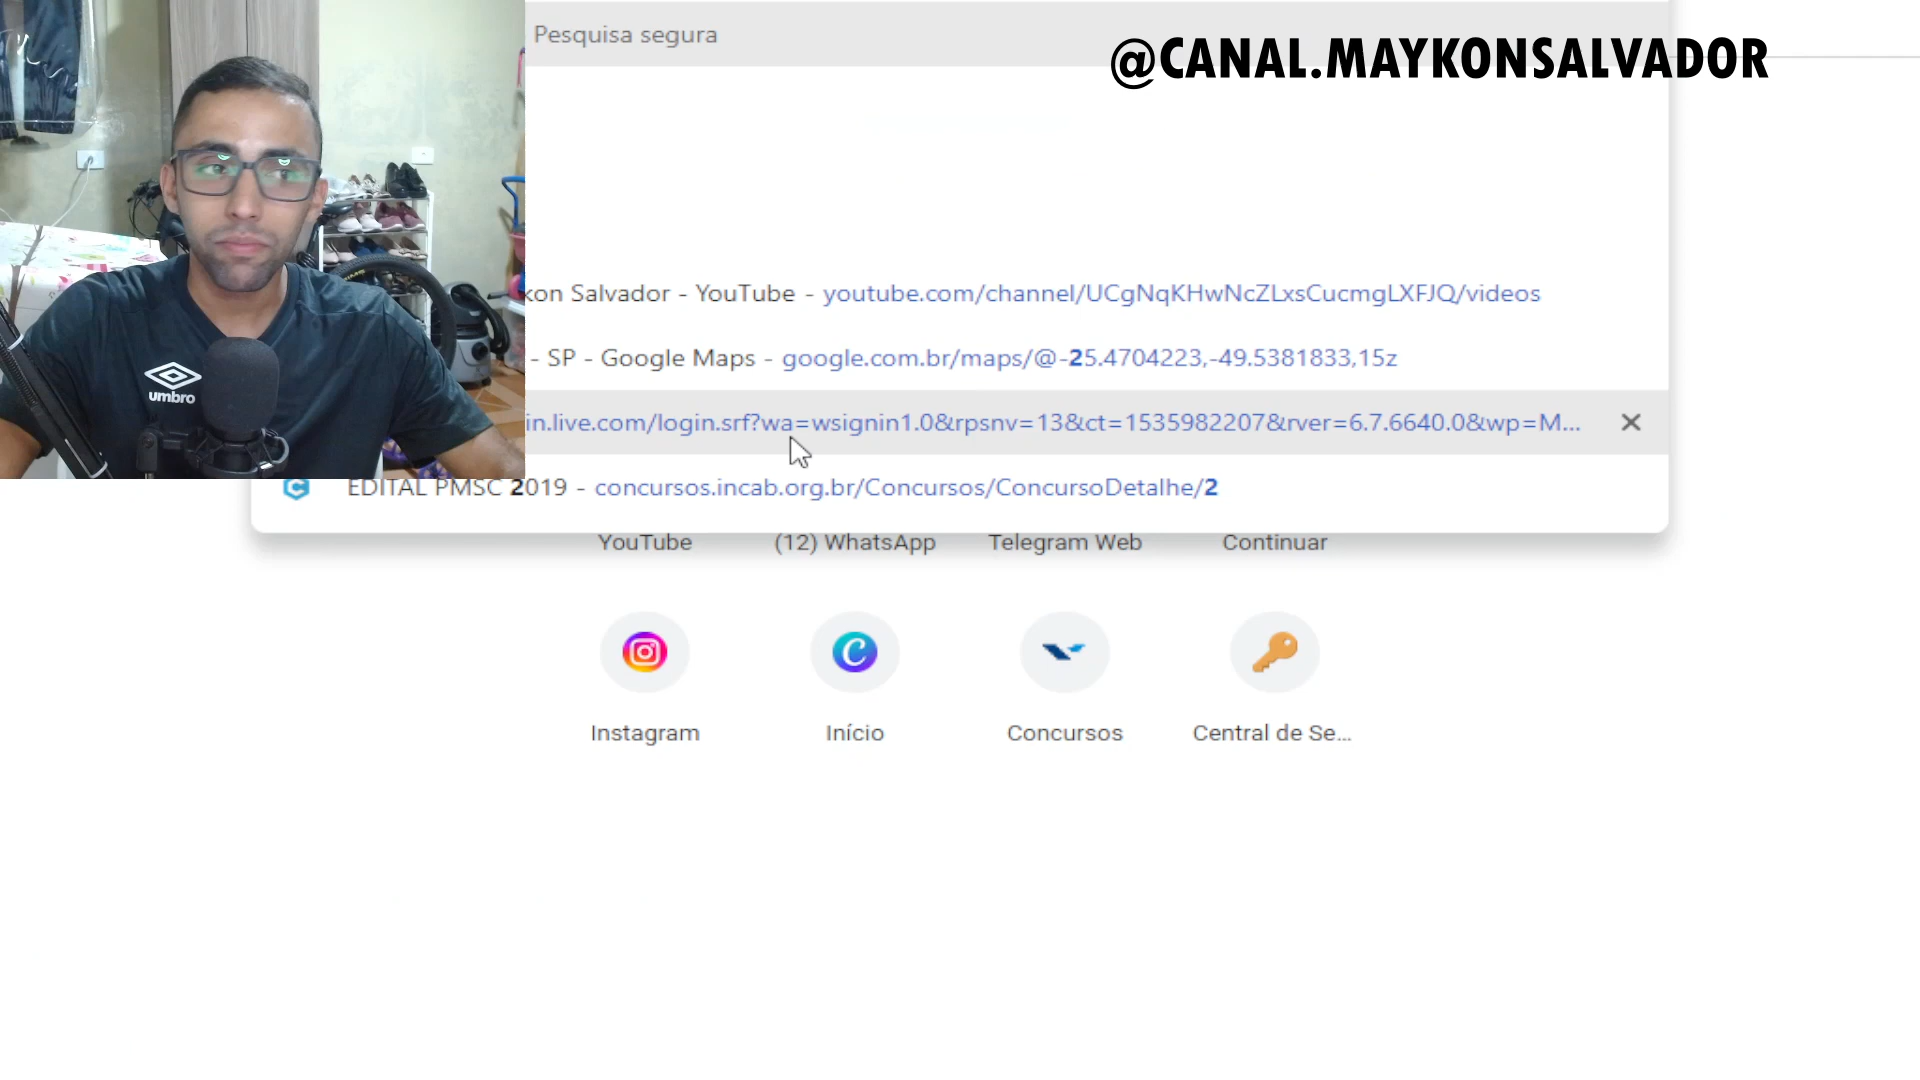 Pesquisa segura
@CANAL.MAYKONSALVADOR
kon Salvador - YouTube - youtube.com/channel/UCgNqKHwNcZLxsCucmgLXFJQ/videos
- SP - Google Maps - google.com.br/maps/@-25.4704223,-49.5381833,15z
in.live.com/login.srf?wa=wsignin1.0&rpsnv=13&ct=1535982207&rver=6.7.6640.0&wp=M...
EDITAL PMSC 2019 - concursos.incab.org.br/Concursos/ConcursoDetalhe/2
umbro
YouTube
(12) WhatsApp
Telegram Web
Continuar
Instagram
Início
Concursos
Central de Se...